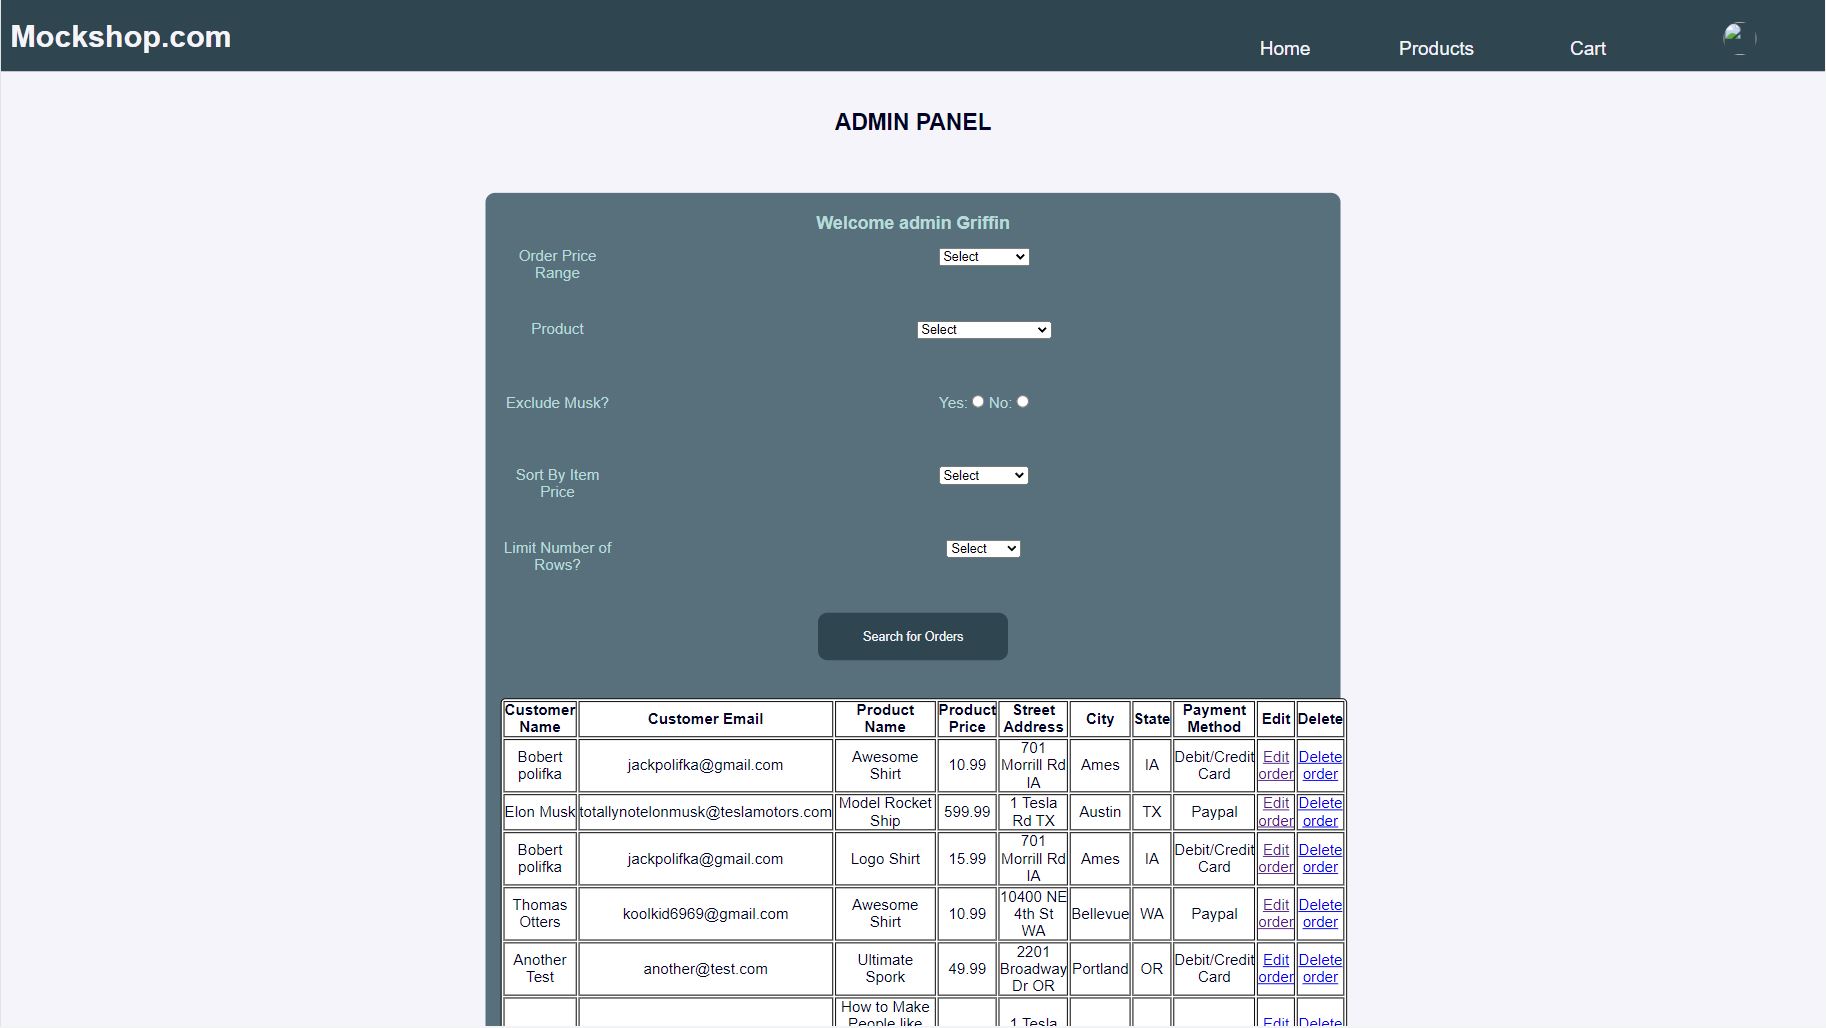 Mockshop.com
Home Products Cart
ADMIN PANEL
Welcome admin Griffin
Order Price
Range
Select
Product
Select
Exclude Musk?
Yes: No:
Sort By Item
Price
Select
Limit Number of
Rows?
Select
Search for Orders
Customer Name Customer Email Product Name Product Price Street Address City State Payment Method Edit Delete
Bobert polifka jackpolifka@gmail.com Awesome Shirt 10.99 701 Morrill Rd IA Ames IA Debit/Credit Card Edit order Delete order
Elon Musk totallynotelonmusk@teslamotors.com Model Rocket Ship 599.99 1 Tesla Rd TX Austin TX Paypal Edit order Delete order
Bobert polifka jackpolifka@gmail.com Logo Shirt 15.99 701 Morrill Rd IA Ames IA Debit/Credit Card Edit order Delete order
Thomas Otters koolkid6969@gmail.com Awesome Shirt 10.99 10400 NE 4th St WA Bellevue WA Paypal Edit order Delete order
Another Test another@test.com Ultimate Spork 49.99 2201 Broadway Dr OR Portland OR Debit/Credit Card Edit order Delete order
How to Make People like 1 Tesla Edit Delete